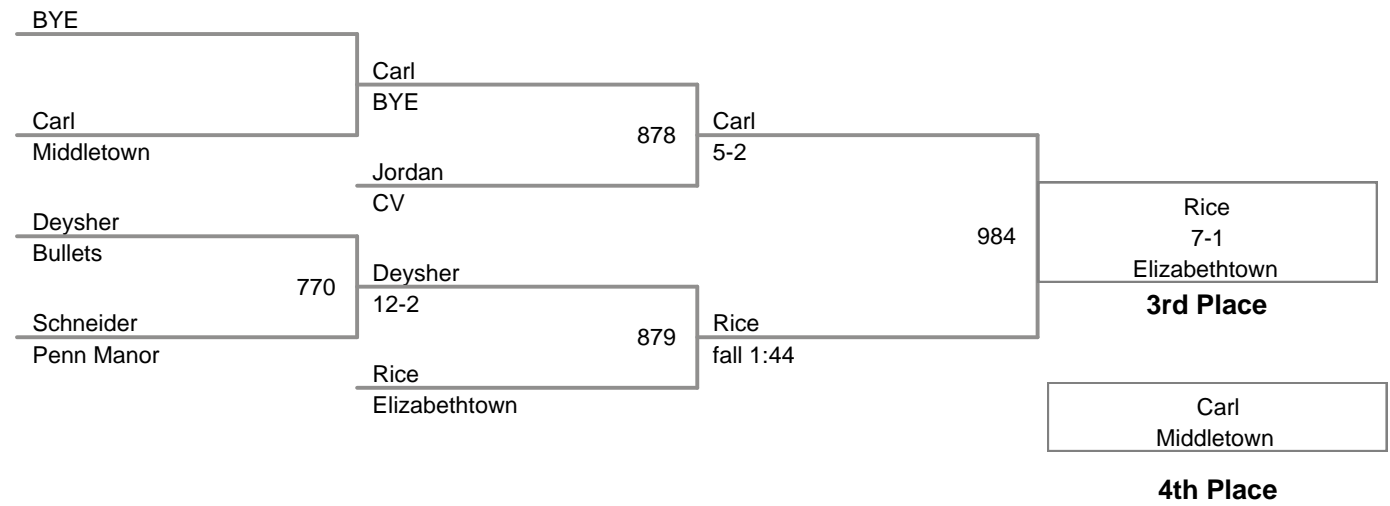 BYE
Carl
Middletown
Deysher
Bullets
770
Schneider
Penn Manor
Carl
BYE
878
Jordan
CV
Deysher
12-2
879
Rice
Elizabethtown
Carl
5-2
984
Rice
fall 1:44
Rice
7-1
Elizabethtown
3rd Place
Carl
Middletown
4th Place